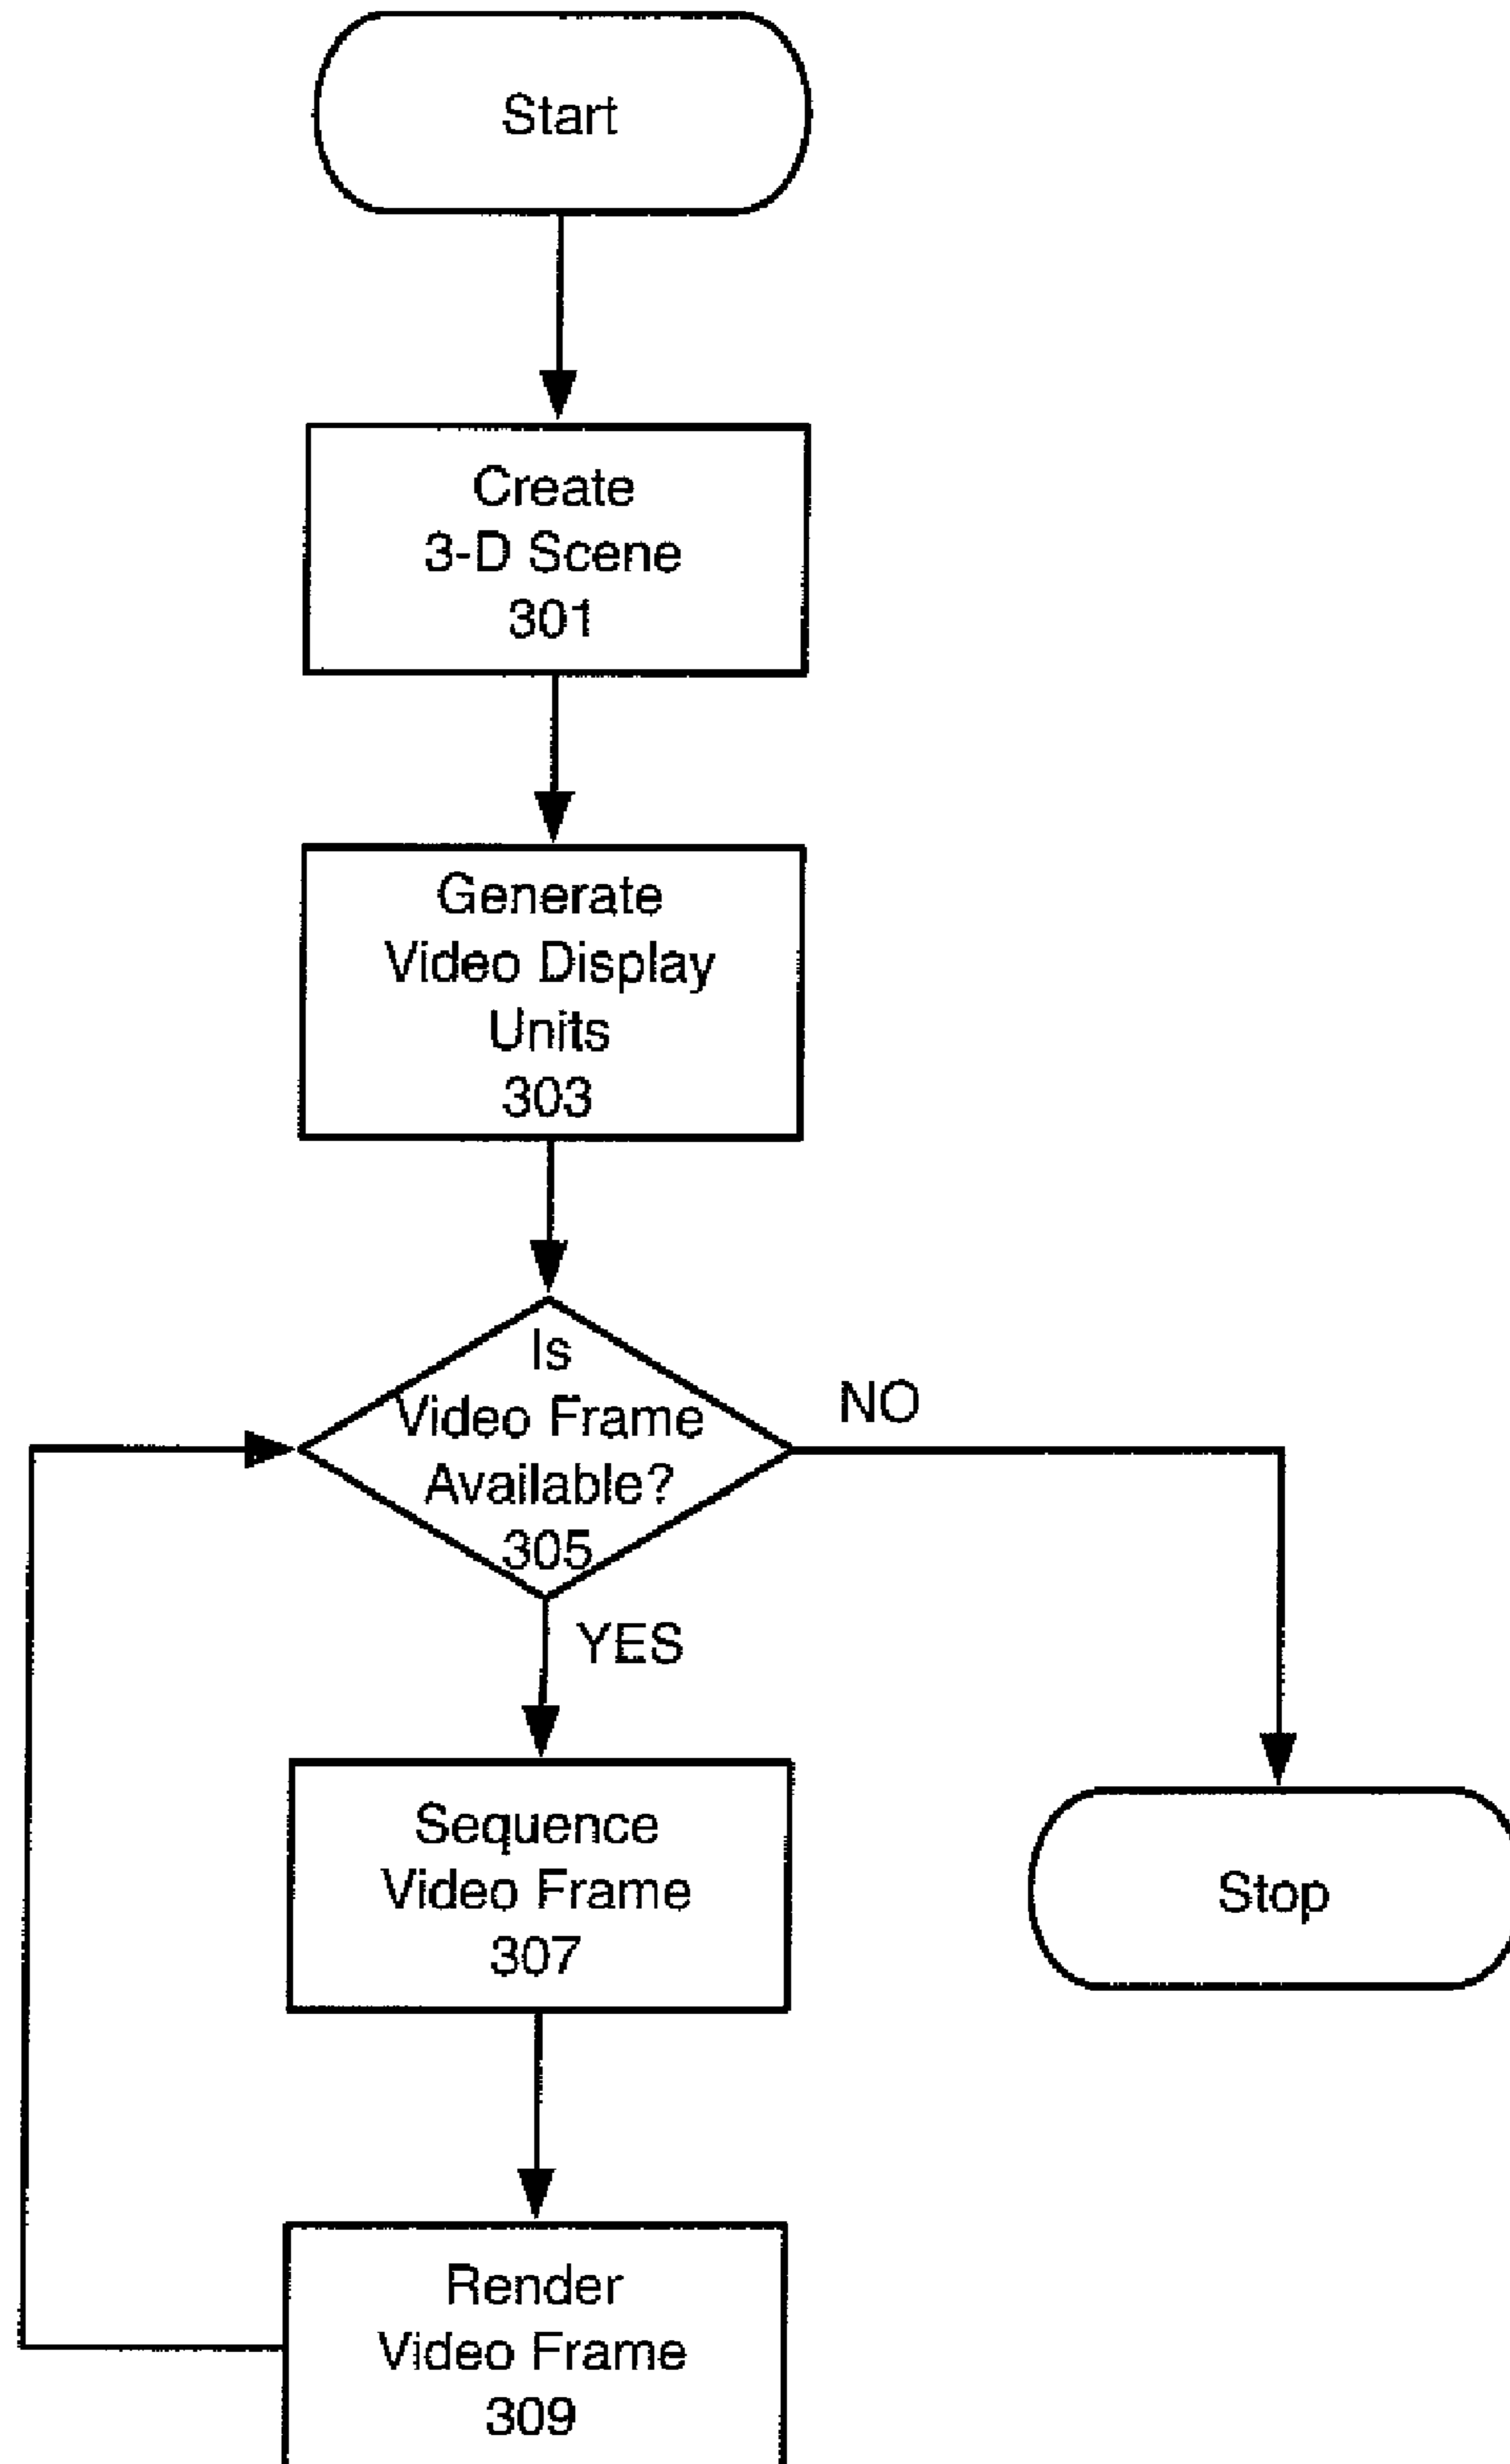 Start
Create
3-D Scene
301
Generate
Video Display
Units
303
Is
Video Frame
Available?
305
NO
YES
Sequence
Video Frame
307
Stop
Render
Video Frame
309